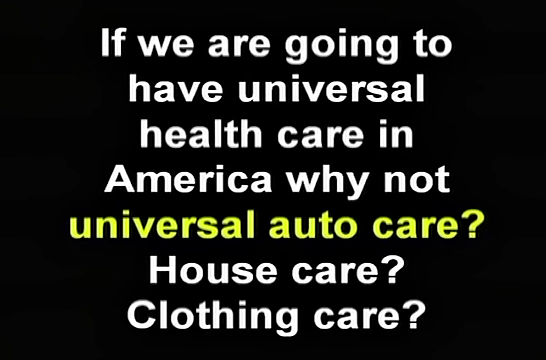 If we are going to
have universal
health care in
America why not
universal auto care?
House care?
Clothing care?